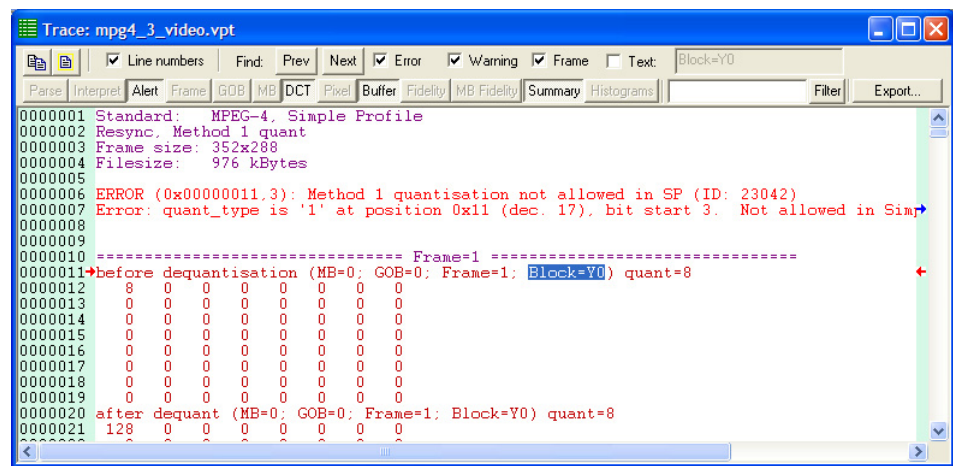 Trace: mpg4_3_video.vpt
Line numbers Find: Prev Next Error Warning Frame Text: Block=Y0
Parse Interpret Alert Frame GOB MB DCT Pixel Buffer Fidelity MB Fidelity Summary Histograms Filter Export...
0000001 Standard: MPEG-4, Simple Profile
0000002 Resync, Method 1 quant
0000003 Frame size: 352x288
0000004 Filesize: 976 kBytes
0000005
0000006 ERROR (0x00000011,3): Method 1 quantisation not allowed in SP (ID: 23042)
0000007 Error: quant_type is '1' at position 0x11 (dec. 17), bit start 3. Not allowed in Simp
0000008
0000009
0000010 ================================ Frame=1 ================================
0000011 before dequantisation (MB=0; GOB=0; Frame=1; Block=Y0) quant=8
0000012 8 0 0 0 0 0 0 0
0000013 0 0 0 0 0 0 0 0
0000014 0 0 0 0 0 0 0 0
0000015 0 0 0 0 0 0 0 0
0000016 0 0 0 0 0 0 0 0
0000017 0 0 0 0 0 0 0 0
0000018 0 0 0 0 0 0 0 0
0000019 0 0 0 0 0 0 0 0
0000020 after dequant (MB=0; GOB=0; Frame=1; Block=Y0) quant=8
0000021 128 0 0 0 0 0 0 0